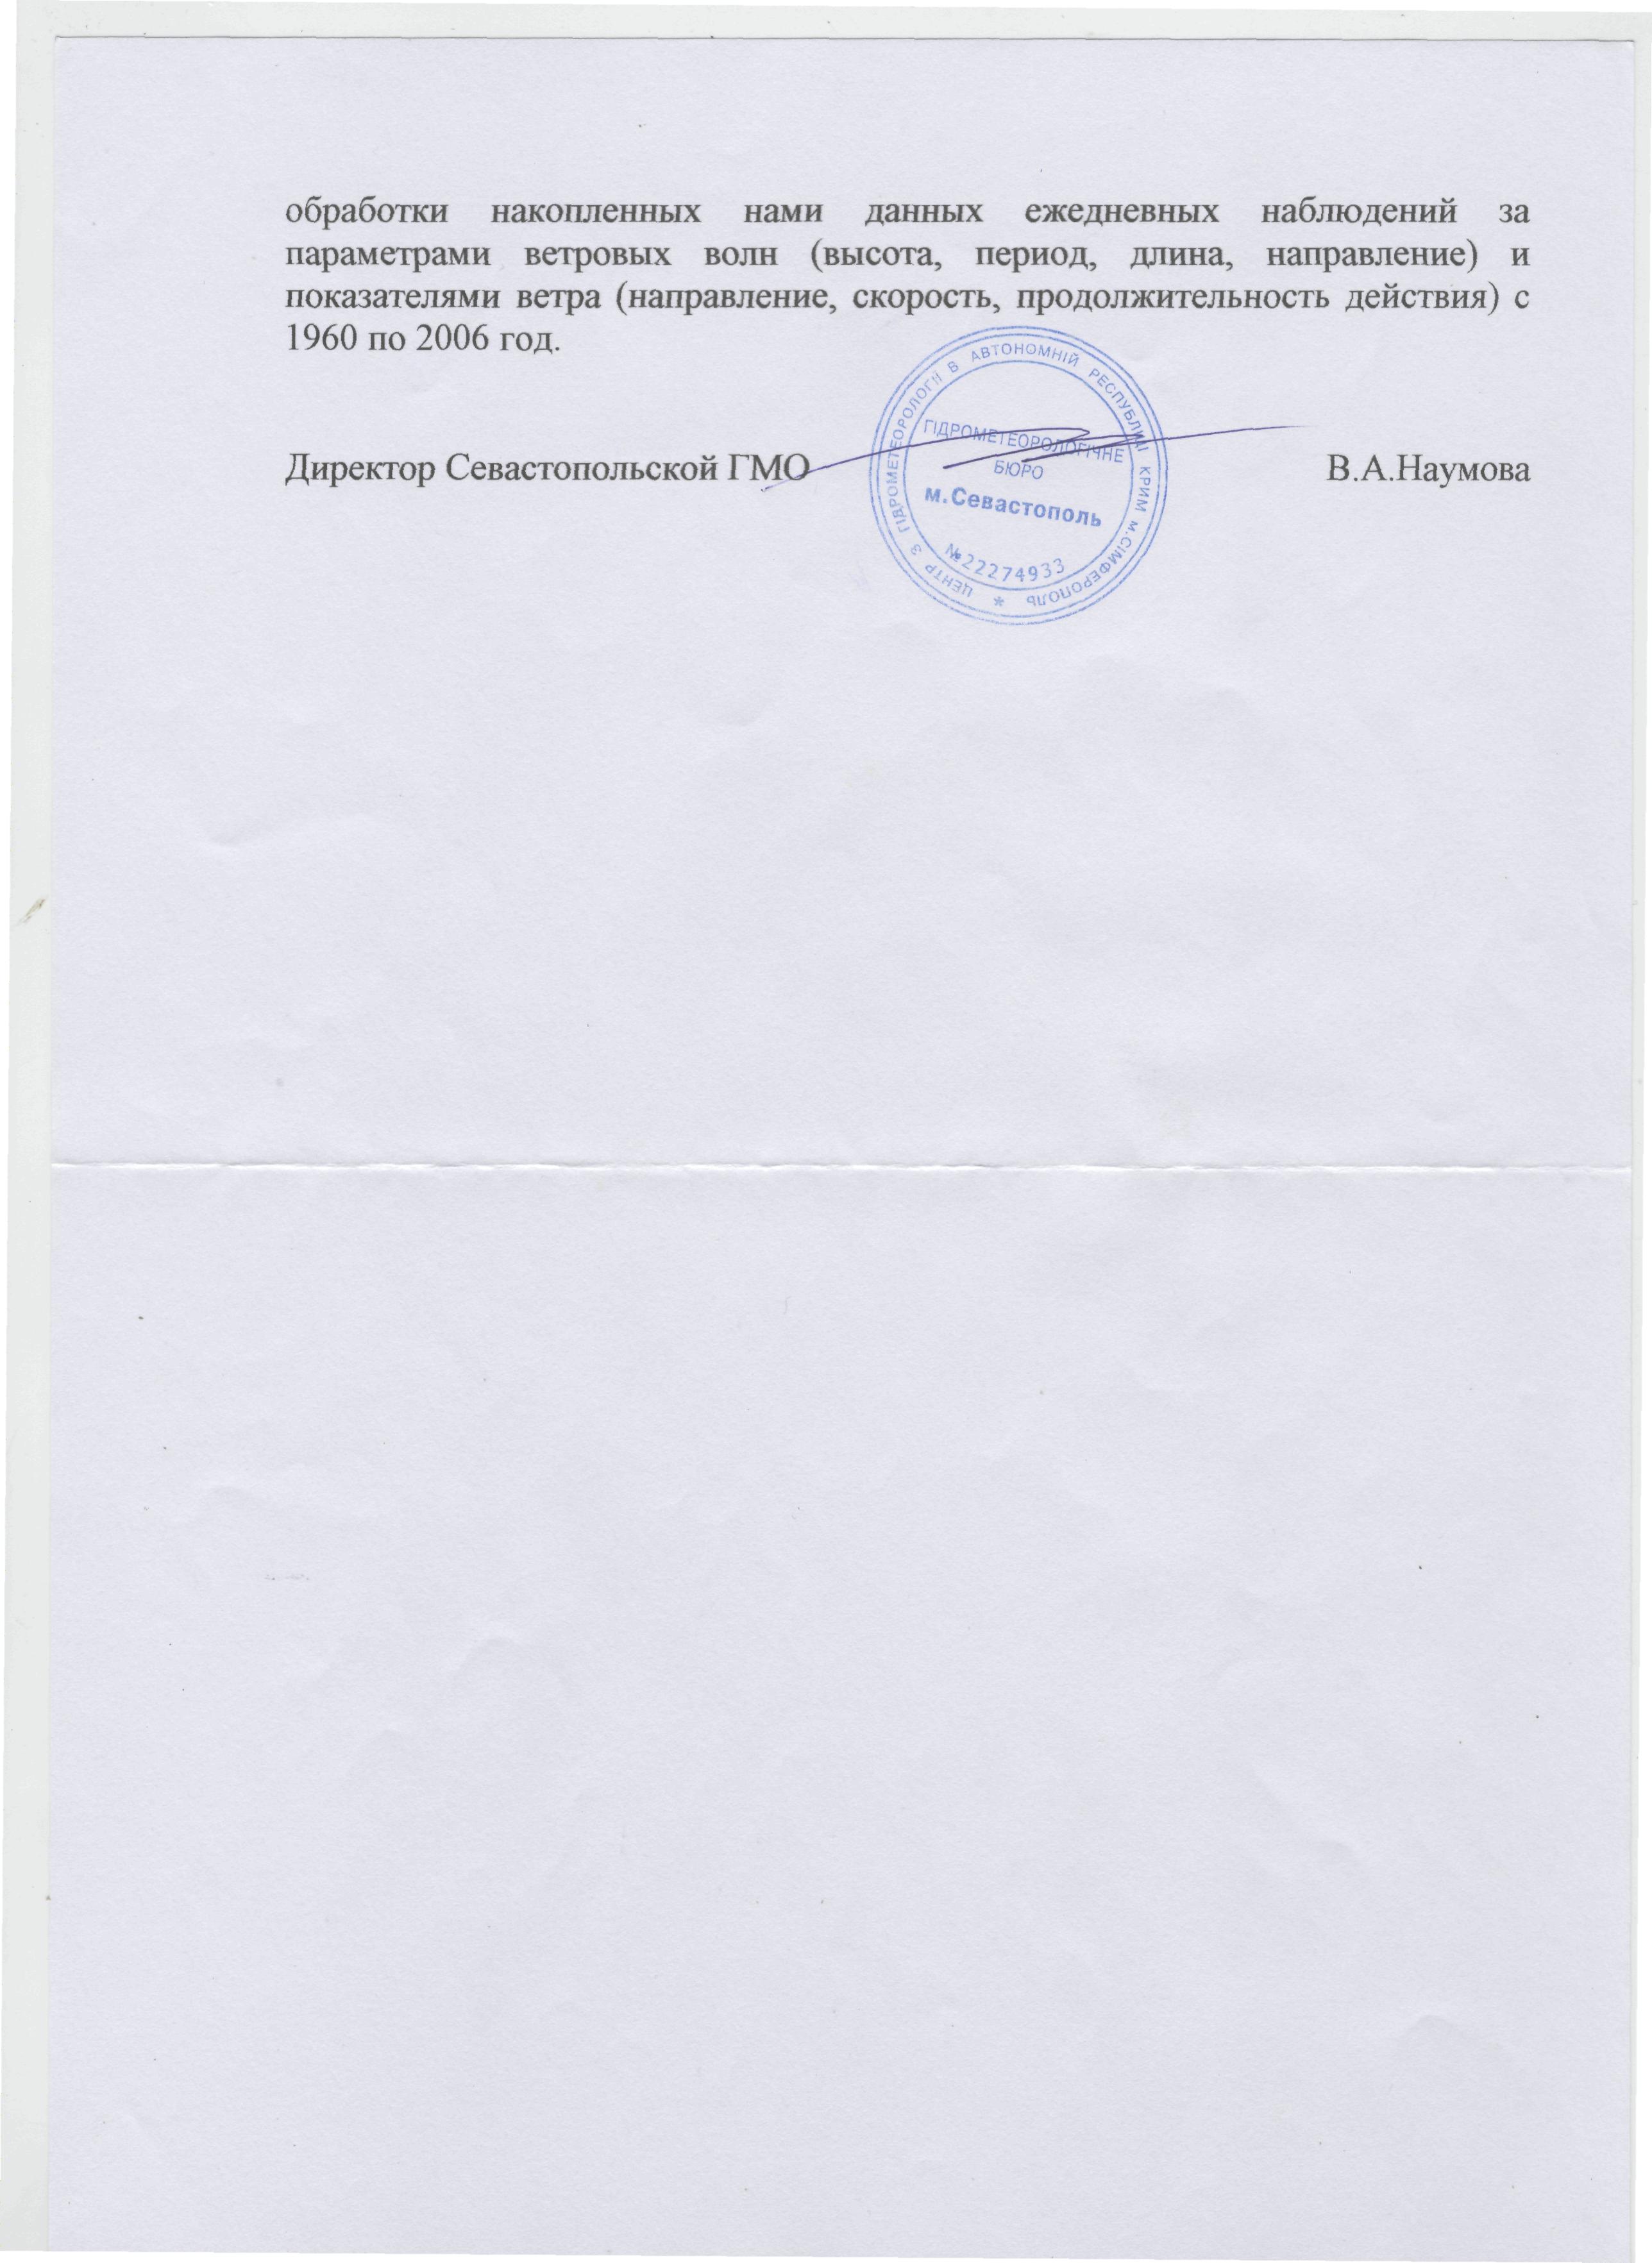 обработки накопленных нами данных ежедневных наблюдений за
параметрами ветровых волн (высота, период, длина, направление) и
показателями ветра (направление, скорость, продолжительность действия) с
1960 по 2006 год.
Директор Севастопольской ГМО
В.А.Наумова
ЦЕНТР З ГІДРОМЕТЕОРОЛОГІЇ В АВТОНОМНІЙ РЕСПУБЛИЦІ КРИМ м.СІМФЕРОПОЛЬ *
ГІДРОМЕТЕОРОЛОГІЧНЕ
БЮРО
м.Севастополь
№22274933